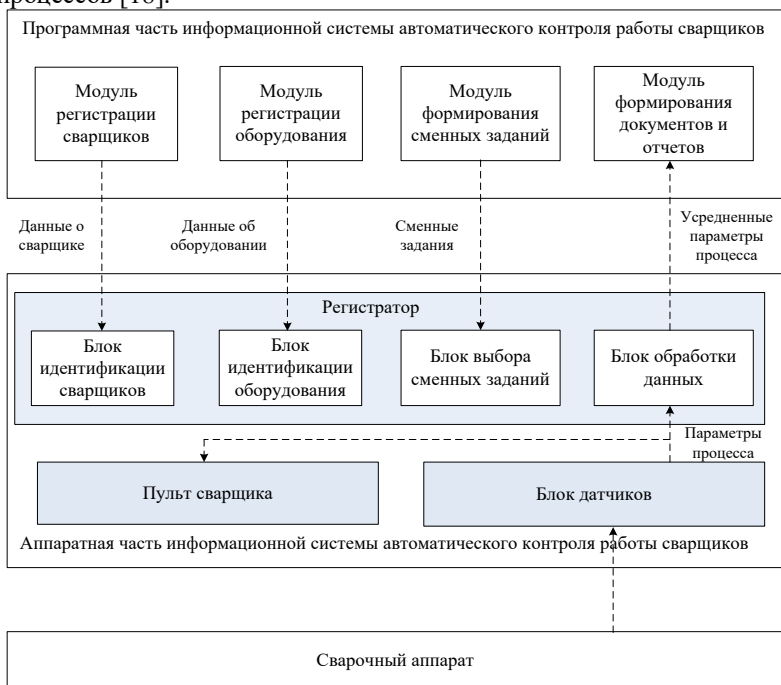 процессов [18].
Программная часть информационной системы автоматического контроля работы сварщиков
Модуль
регистрации
сварщиков
Модуль
регистрации
оборудования
Модуль
формирования
сменных заданий
Модуль
формирования
документов и
отчетов
Данные о
сварщике
Данные об
оборудовании
Сменные
задания
Усредненные
параметры
процесса
Регистратор
Блок
идентификации
сварщиков
Блок
идентификации
оборудования
Блок выбора
сменных заданий
Блок обработки
данных
Параметры
процесса
Пульт сварщика
Блок датчиков
Аппаратная часть информационной системы автоматического контроля работы сварщиков
Сварочный аппарат